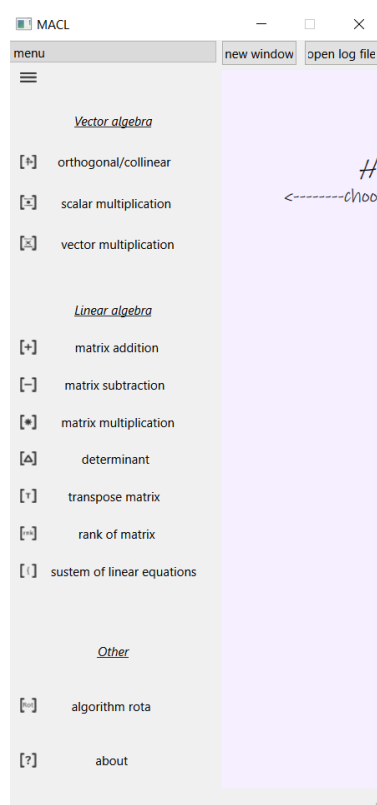 MACL
menu
new window
open log file
Vector algebra
orthogonal/collinear
scalar multiplication
vector multiplication
Linear algebra
[+] matrix addition
[−] matrix subtraction
[*] matrix multiplication
determinant
[T] transpose matrix
rank of matrix
sustem of linear equations
Other
[Rot] algorithm rota
[?] about
H
<--------choo